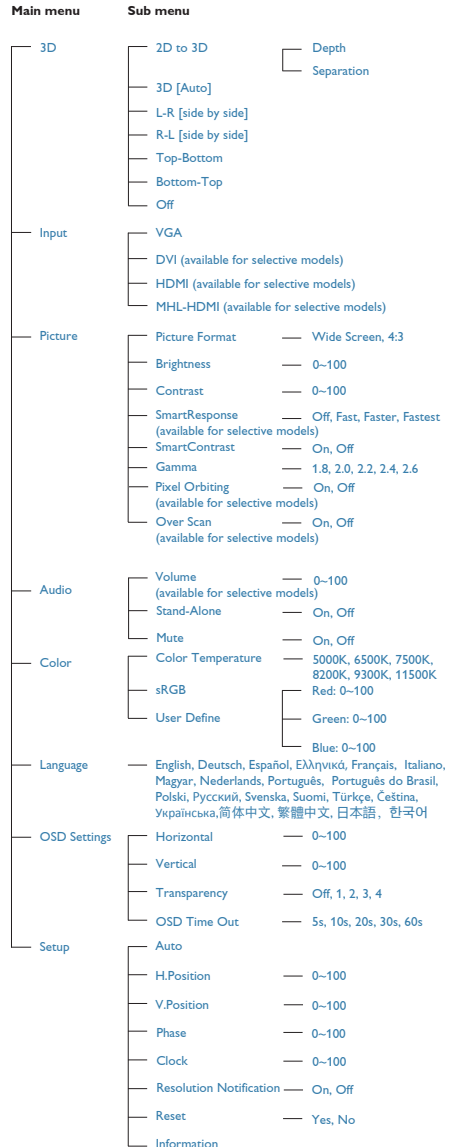 Main menu Sub menu
3D 2D to 3D Depth
Separation
3D [Auto]
L-R [side by side]
R-L [side by side]
Top-Bottom
Bottom-Top
Off
Input VGA
DVI (available for selective models)
HDMI (available for selective models)
MHL-HDMI (available for selective models)
Picture Picture Format Wide Screen, 4:3
Brightness 0~100
Contrast 0~100
SmartResponse Off, Fast, Faster, Fastest
(available for selective models)
SmartContrast On, Off
Gamma 1.8, 2.0, 2.2, 2.4, 2.6
Pixel Orbiting On, Off
(available for selective models)
Over Scan On, Off
(available for selective models)
Audio Volume 0~100
(available for selective models)
Stand-Alone On, Off
Mute On, Off
Color Color Temperature 5000K, 6500K, 7500K,
8200K, 9300K, 11500K
sRGB Red: 0~100
User Define Green: 0~100
Blue: 0~100
Language English, Deutsch, Español, Ελληνικά, Français, Italiano,
Magyar, Nederlands, Português, Português do Brasil,
Polski, Русский, Svenska, Suomi, Türkçe, Čeština,
Українська,简体中文, 繁體中文, 日本語, 한국어
OSD Settings Horizontal 0~100
Vertical 0~100
Transparency Off, 1, 2, 3, 4
OSD Time Out 5s, 10s, 20s, 30s, 60s
Setup Auto
H.Position 0~100
V.Position 0~100
Phase 0~100
Clock 0~100
Resolution Notification On, Off
Reset Yes, No
Information